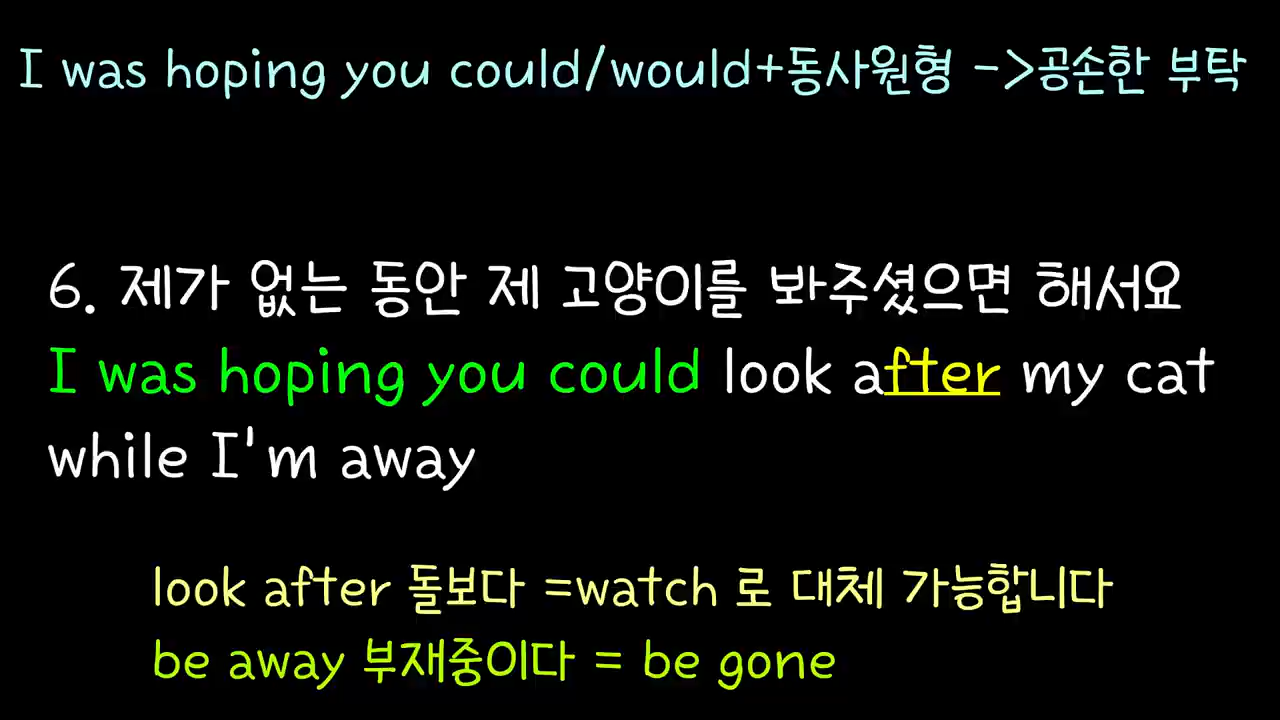 I was hoping you could/would+동사원형 ->공손한 부탁
6. 제가 없는 동안 제 고양이를 봐주셨으면 해서요
I was hoping you could look after my cat
while I'm away
look after 돌보다 =watch 로 대체 가능합니다
be away 부재중이다 = be gone